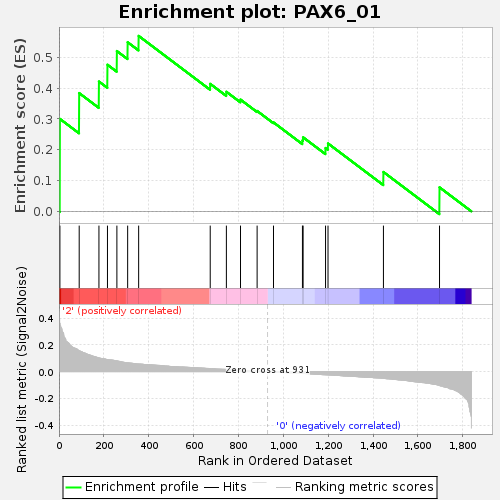 Enrichment plot: PAX6_01
Enrichment score (ES)
0.5
0.4
0.3
0.2
0.1
0.0
'2' (positively correlated)
Ranked list metric (Signal2Noise)
0.4
0.2
0.0
-0.2
-0.4
Zero cross at 931
'0' (negatively correlated)
0 200 400 600 800 1,000 1,200 1,400 1,600 1,800
Rank in Ordered Dataset
Enrichment profile Hits Ranking metric scores